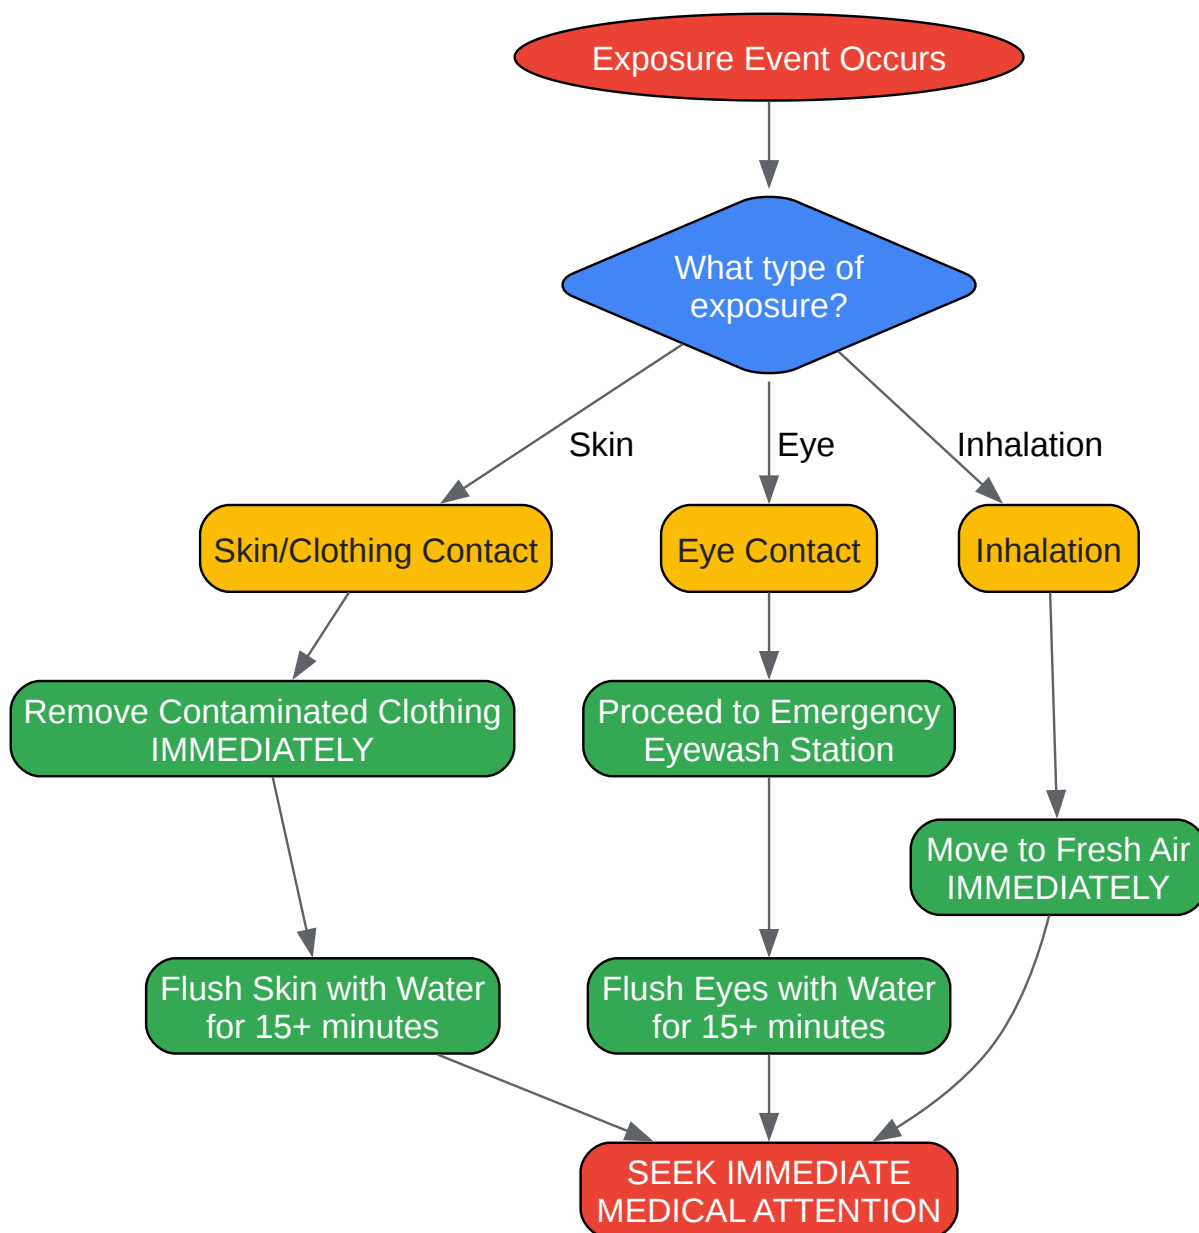 Exposure Event Occurs
What type of
exposure?
Skin
Eye
Inhalation
Skin/Clothing Contact
Eye Contact
Inhalation
Remove Contaminated Clothing
IMMEDIATELY
Proceed to Emergency
Eyewash Station
Move to Fresh Air
IMMEDIATELY
Flush Skin with Water
for 15+ minutes
Flush Eyes with Water
for 15+ minutes
SEEK IMMEDIATE
MEDICAL ATTENTION